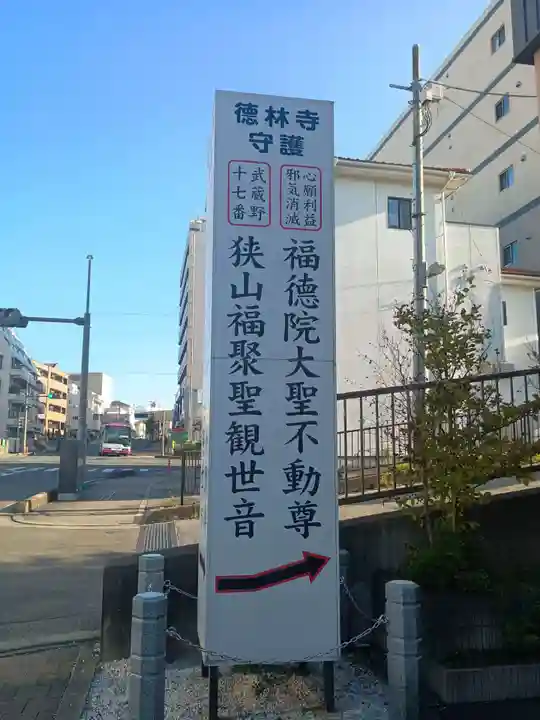 徳林寺
守護
心願利益
邪気消滅
武蔵野
十七番
福徳院大聖不動尊
狭山福聚聖観世音